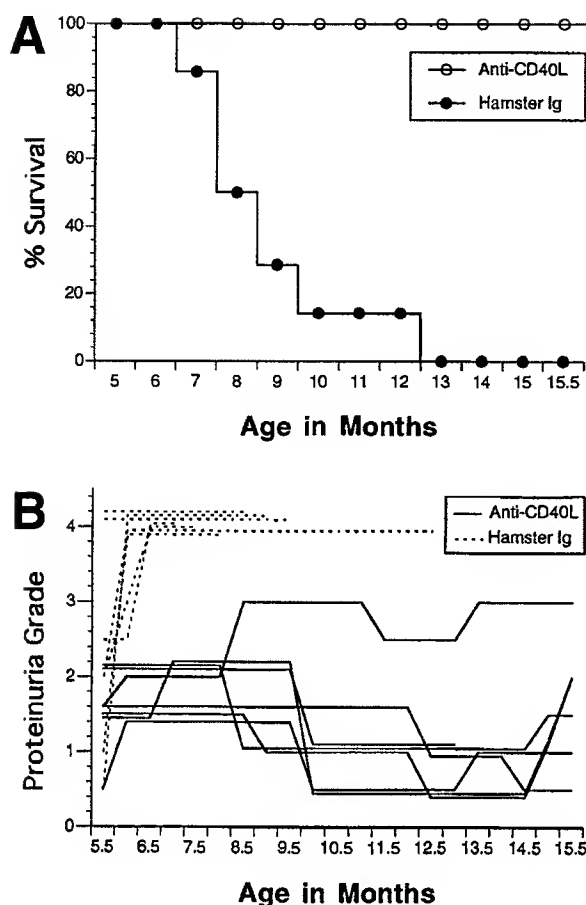 A
100
80
60
40
20
0
% Survival
Anti-CD40L
Hamster Ig
5 6 7 8 9 10 11 12 13 14 15 15.5
Age in Months
B
4
3
2
1
0
Proteinuria Grade
Anti-CD40L
Hamster Ig
5.5 6.5 7.5 8.5 9.5 10.5 11.5 12.5 13.5 14.5 15.5
Age in Months